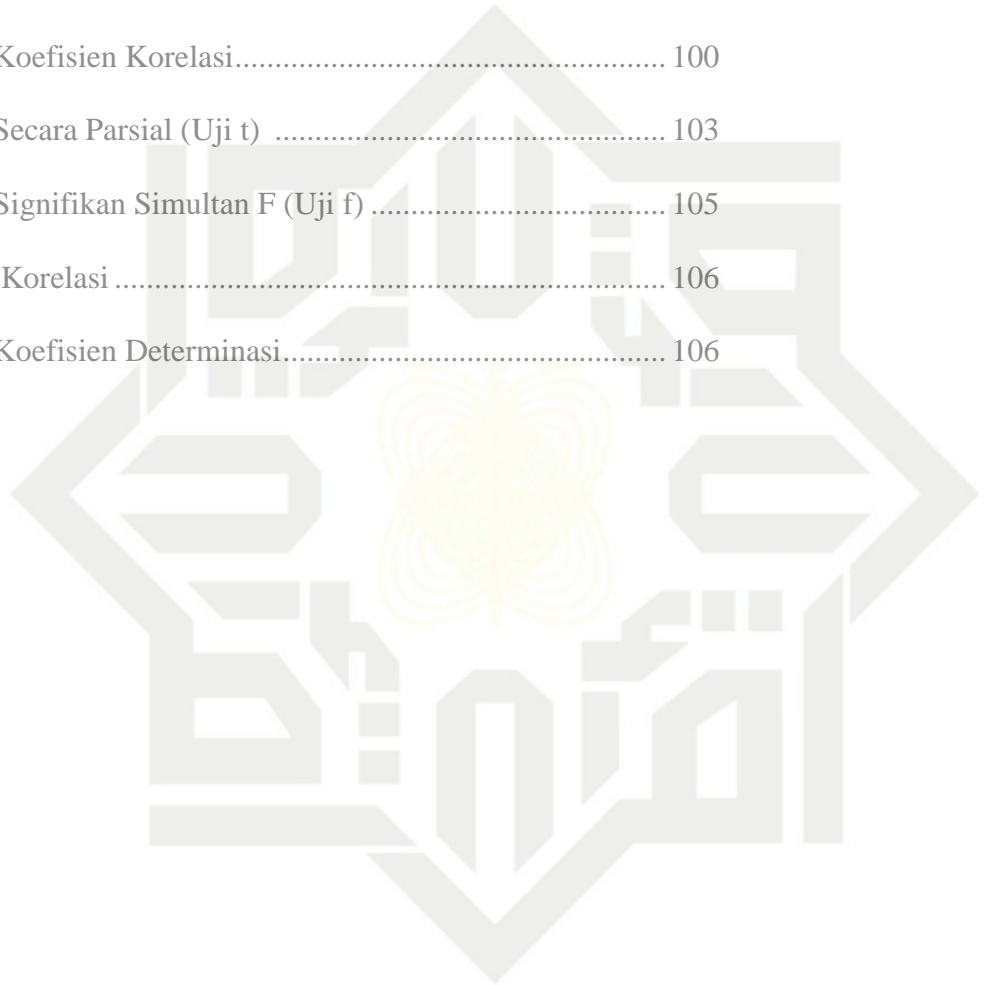 Koefisien Korelasi...................................................... 100
Secara Parsial (Uji t) ................................................. 103
Signifikan Simultan F (Uji f) ..................................... 105
Korelasi ..................................................................... 106
Koefisien Determinasi................................................ 106